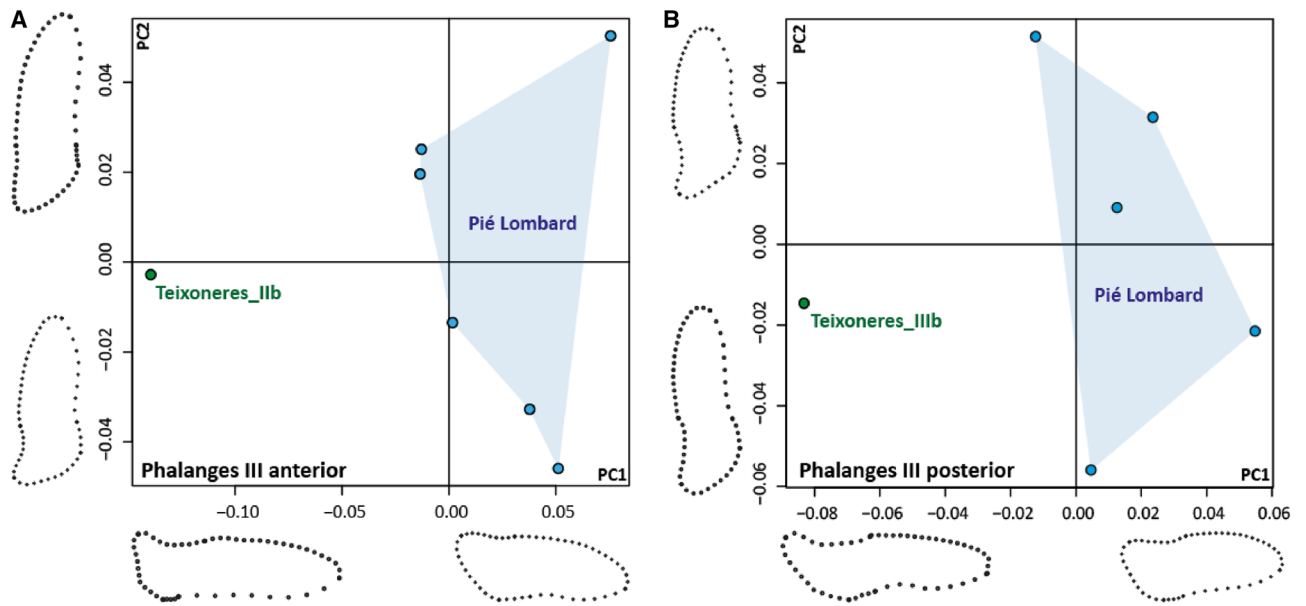 A
PC2
0.04
0.02
0.00
−0.02
−0.04
Pié Lombard
Teixoneres_IIb
Phalanges III anterior
PC1
−0.10 −0.05 0.00 0.05
B
PC2
0.04
0.02
0.00
−0.02
−0.04
−0.06
Pié Lombard
Teixoneres_IIIb
Phalanges III posterior
PC1
−0.08 −0.06 −0.04 −0.02 0.00 0.02 0.04 0.06